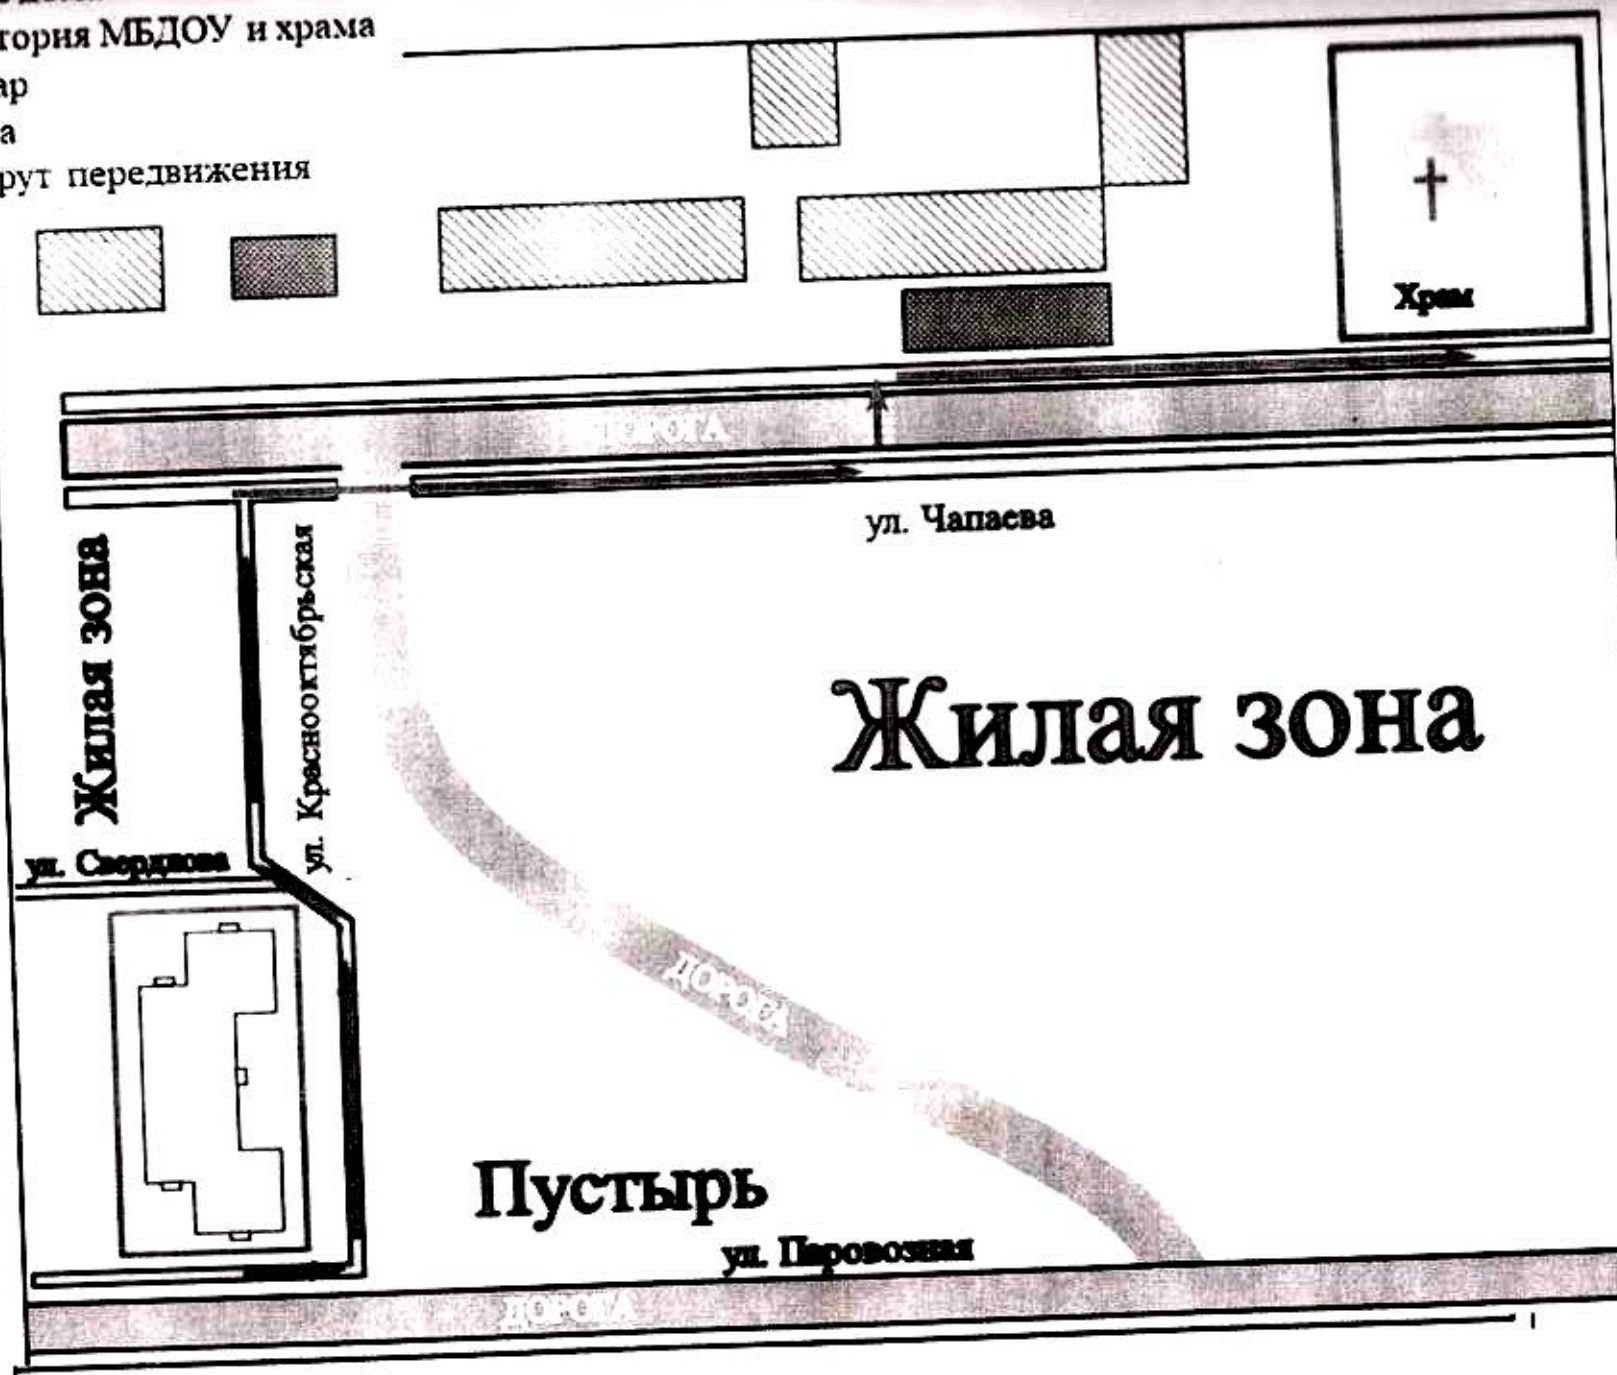 тория МБДОУ и храма
ар
а
рут передвижения
Храм
ДОРОГА
ул. Чапаева
Жилая зона
ул. Краснооктябрьская
Жилая зона
ул. Свердлова
ДОРОГА
Пустырь
ул. Паровозная
ДОРОГА